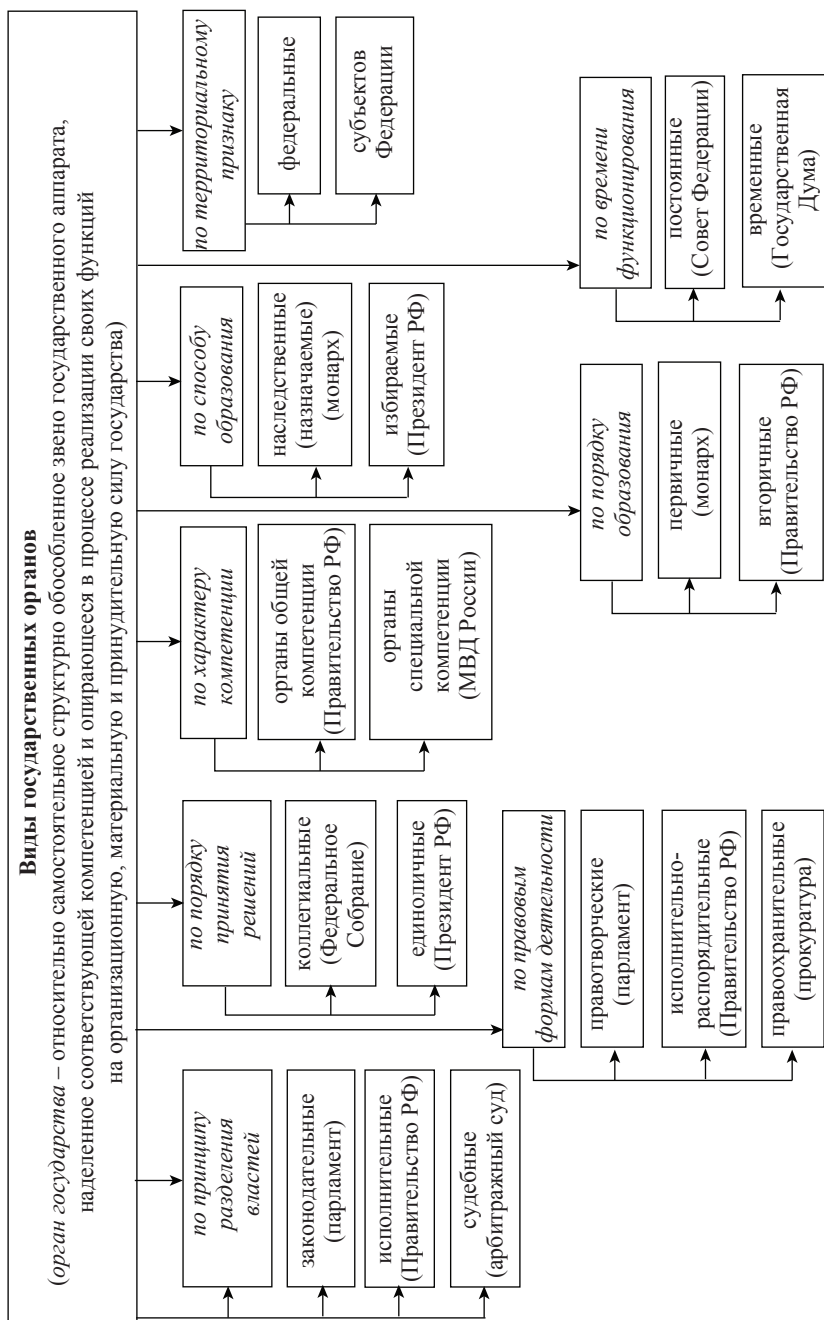 Виды государственных органов
(орган государства – относительно самостоятельное структурно обособленное звено государственного аппарата,
наделенное соответствующей компетенцией и опирающееся в процессе реализации своих функций
на организационную, материальную и принудительную силу государства)
по принципу
разделения
властей
законодательные
(парламент)
исполнительные
(Правительство РФ)
судебные
(арбитражный суд)
по порядку
принятия
решений
коллегиальные
(Федеральное
Собрание)
единоличные
(Президент РФ)
по характеру
компетенции
органы общей
компетенции
(Правительство РФ)
органы
специальной
компетенции
(МВД России)
по способу
образования
наследственные
(назначаемые)
(монарх)
избираемые
(Президент РФ)
по территориальному
признаку
федеральные
субъектов
Федерации
по правовым
формам деятельности
правотворческие
(парламент)
исполнительно-
распорядительные
(Правительство РФ)
правоохранительные
(прокуратура)
по порядку
образования
первичные
(монарх)
вторичные
(Правительство РФ)
по времени
функционирования
постоянные
(Совет Федерации)
временные
(Государственная
Дума)